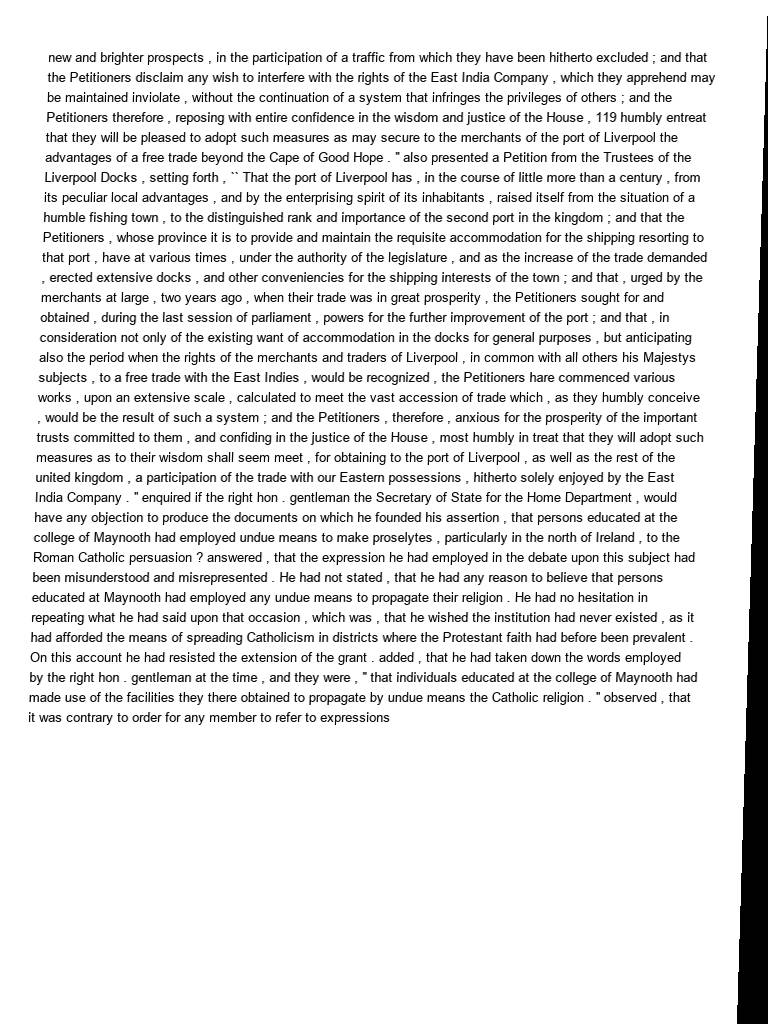 new and brighter prospects , in the participation of a traffic from which they have been hitherto excluded ; and that
the Petitioners disclaim any wish to interfere with the rights of the East India Company , which they apprehend may
be maintained inviolate , without the continuation of a system that infringes the privileges of others ; and the
Petitioners therefore , reposing with entire confidence in the wisdom and justice of the House , 119 humbly entreat
that they will be pleased to adopt such measures as may secure to the merchants of the port of Liverpool the
advantages of a free trade beyond the Cape of Good Hope . " also presented a Petition from the Trustees of the
Liverpool Docks , setting forth , `` That the port of Liverpool has , in the course of little more than a century , from
its peculiar local advantages , and by the enterprising spirit of its inhabitants , raised itself from the situation of a
humble fishing town , to the distinguished rank and importance of the second port in the kingdom ; and that the
Petitioners , whose province it is to provide and maintain the requisite accommodation for the shipping resorting to
that port , have at various times , under the authority of the legislature , and as the increase of the trade demanded
, erected extensive docks , and other conveniencies for the shipping interests of the town ; and that , urged by the
merchants at large , two years ago , when their trade was in great prosperity , the Petitioners sought for and
obtained , during the last session of parliament , powers for the further improvement of the port ; and that , in
consideration not only of the existing want of accommodation in the docks for general purposes , but anticipating
also the period when the rights of the merchants and traders of Liverpool , in common with all others his Majestys
subjects , to a free trade with the East Indies , would be recognized , the Petitioners hare commenced various
works , upon an extensive scale , calculated to meet the vast accession of trade which , as they humbly conceive
, would be the result of such a system ; and the Petitioners , therefore , anxious for the prosperity of the important
trusts committed to them , and confiding in the justice of the House , most humbly in treat that they will adopt such
measures as to their wisdom shall seem meet , for obtaining to the port of Liverpool , as well as the rest of the
united kingdom , a participation of the trade with our Eastern possessions , hitherto solely enjoyed by the East
India Company . " enquired if the right hon . gentleman the Secretary of State for the Home Department , would
have any objection to produce the documents on which he founded his assertion , that persons educated at the
college of Maynooth had employed undue means to make proselytes , particularly in the north of Ireland , to the
Roman Catholic persuasion ? answered , that the expression he had employed in the debate upon this subject had
been misunderstood and misrepresented . He had not stated , that he had any reason to believe that persons
educated at Maynooth had employed any undue means to propagate their religion . He had no hesitation in
repeating what he had said upon that occasion , which was , that he wished the institution had never existed , as it
had afforded the means of spreading Catholicism in districts where the Protestant faith had before been prevalent .
On this account he had resisted the extension of the grant . added , that he had taken down the words employed
by the right hon . gentleman at the time , and they were , " that individuals educated at the college of Maynooth had
made use of the facilities they there obtained to propagate by undue means the Catholic religion . " observed , that
it was contrary to order for any member to refer to expressions